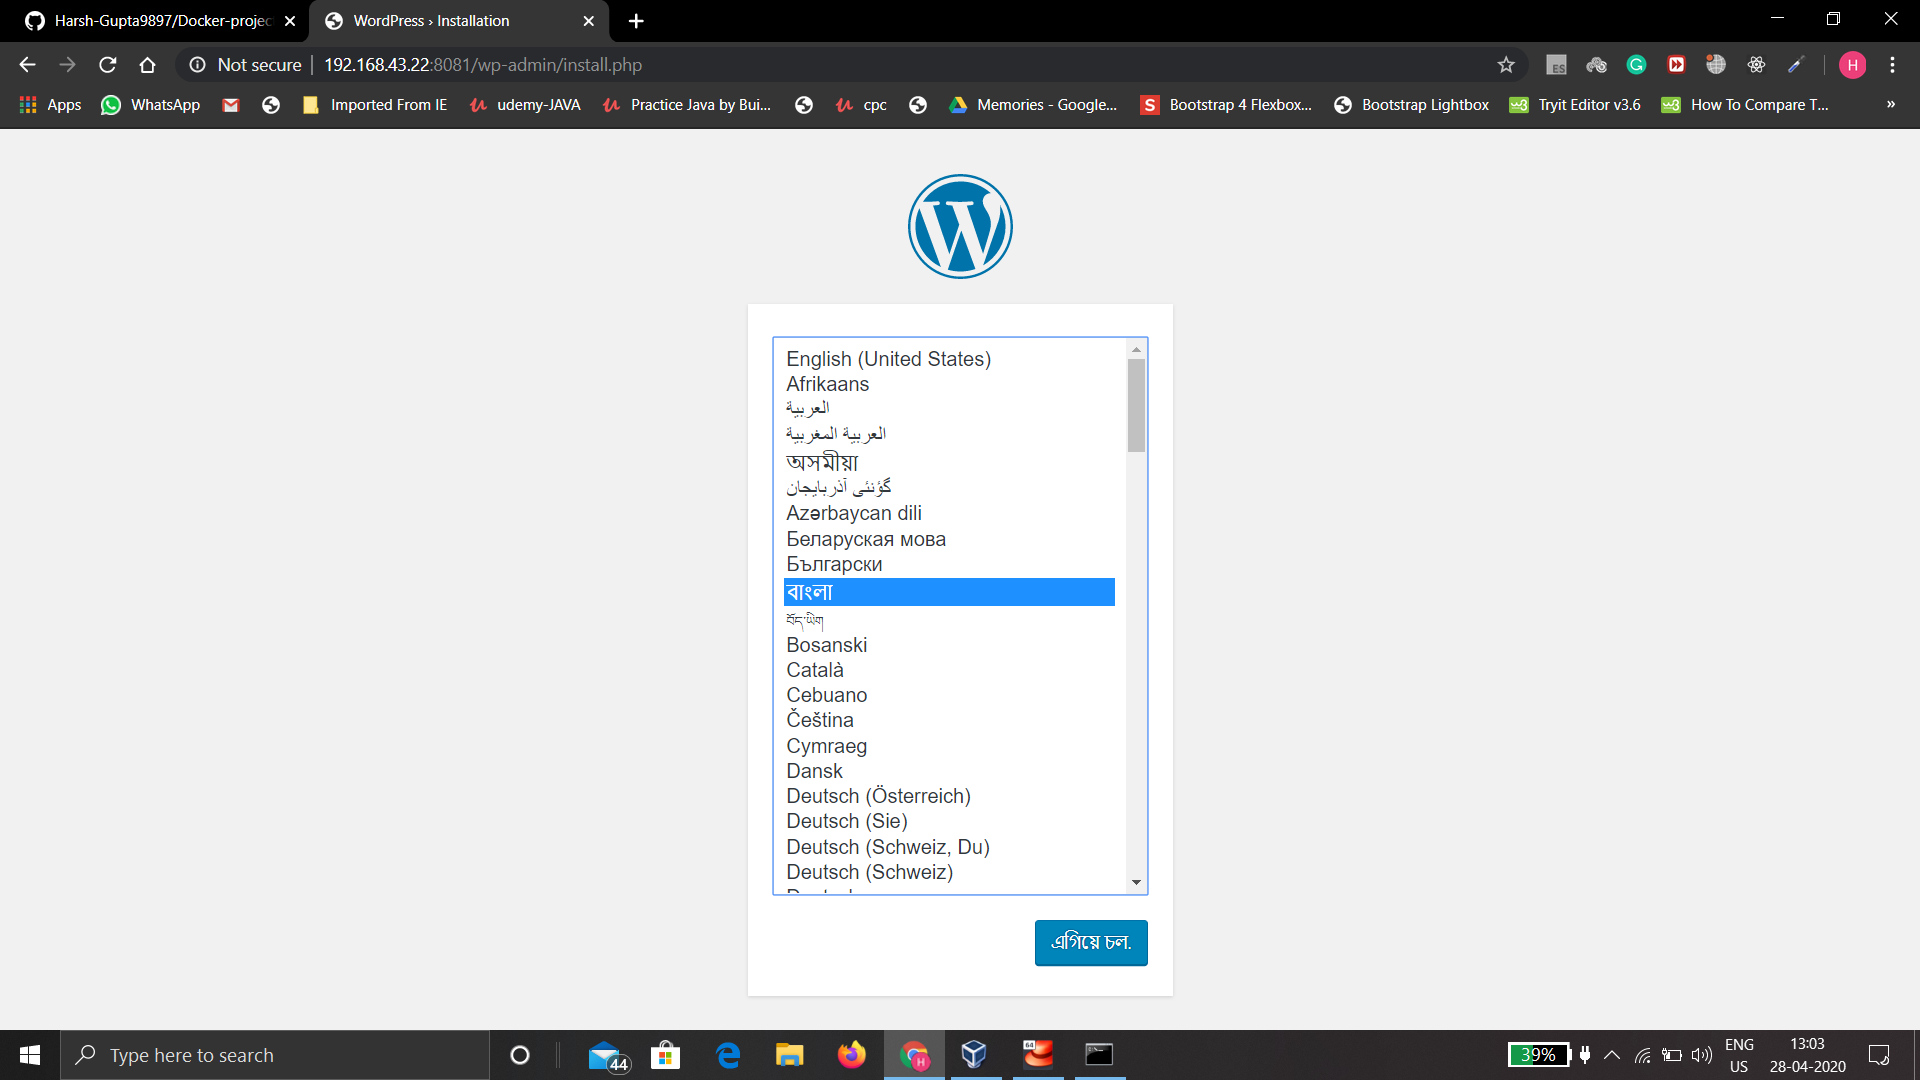 Harsh-Gupta9897/Docker-projec
WordPress › Installation
Not secure
192.168.43.22:8081/wp-admin/install.php
ES
H
Apps
WhatsApp
Imported From IE
udemy-JAVA
Practice Java by Bui...
cpc
Memories - Google...
Bootstrap 4 Flexbox...
Bootstrap Lightbox
Tryit Editor v3.6
How To Compare T...
»
English (United States)
Afrikaans
العربية
العربية المغربية
অসমীয়া
گؤنئی آذربایجان
Azərbaycan dili
Беларуская мова
Български
বাংলা
བོད་ཡིག
Bosanski
Català
Cebuano
Čeština
Cymraeg
Dansk
Deutsch (Österreich)
Deutsch (Sie)
Deutsch (Schweiz, Du)
Deutsch (Schweiz)
এগিয়ে চল.
Type here to search
44
64
39%
ENG
US
13:03
28-04-2020